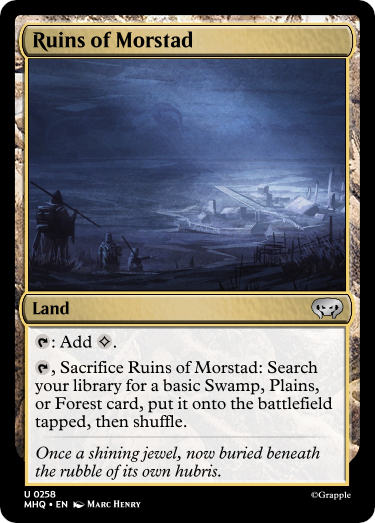 Ruins of Morstad
Land
: Add .
, Sacrifice Ruins of Morstad: Search
your library for a basic Swamp, Plains,
or Forest card, put it onto the battlefield
tapped, then shuffle.
Once a shining jewel, now buried beneath
the rubble of its own hubris.
U 0258
MHQ • EN Marc Henry
©Grapple